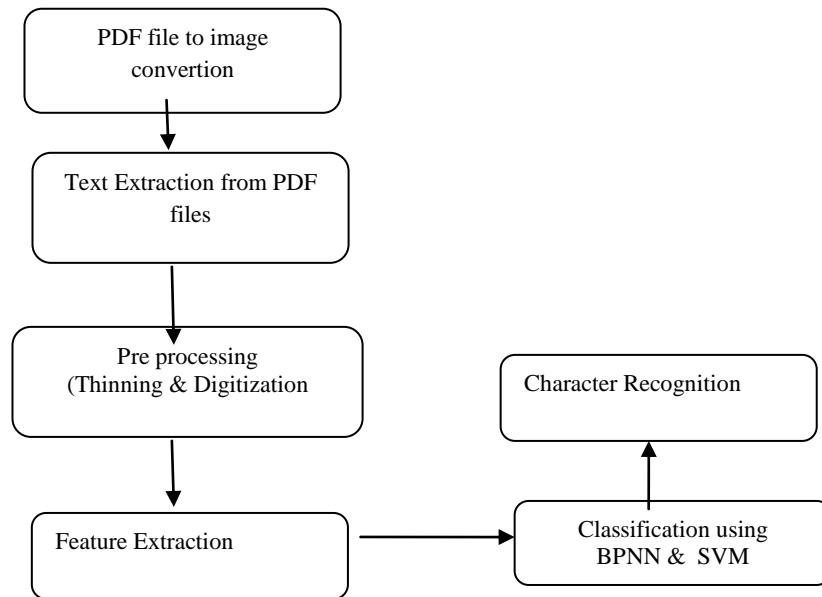 PDF file to image
convertion
Text Extraction from PDF
files
Pre processing
(Thinning & Digitization
Feature Extraction
Classification using
BPNN & SVM
Character Recognition